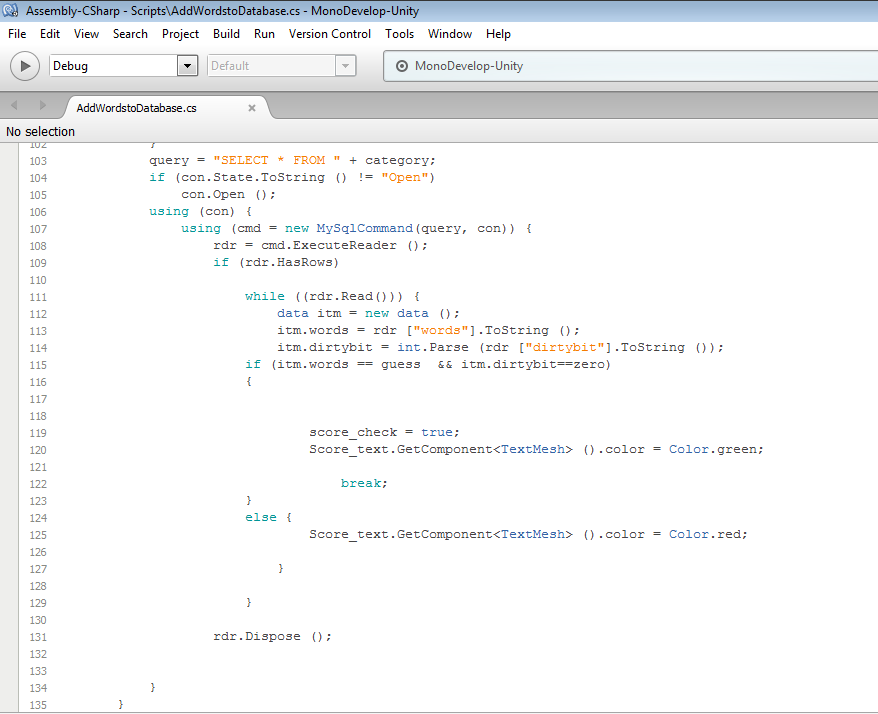 Assembly-CSharp - Scripts\AddWordstoDatabase.cs - MonoDevelop-Unity
File Edit View Search Project Build Run Version Control Tools Window Help
Debug Default MonoDevelop-Unity
AddWordstoDatabase.cs
No selection
102 }
103 query = "SELECT * FROM " + category;
104 if (con.State.ToString () != "Open")
105 con.Open ();
106 using (con) {
107 using (cmd = new MySqlCommand(query, con)) {
108 rdr = cmd.ExecuteReader ();
109 if (rdr.HasRows)
110
111 while ((rdr.Read())) {
112 data itm = new data ();
113 itm.words = rdr ["words"].ToString ();
114 itm.dirtybit = int.Parse (rdr ["dirtybit"].ToString ());
115 if (itm.words == guess  && itm.dirtybit==zero)
116 {
117
118
119 score_check = true;
120 Score_text.GetComponent<TextMesh> ().color = Color.green;
121
122 break;
123 }
124 else {
125 Score_text.GetComponent<TextMesh> ().color = Color.red;
126
127 }
128
129 }
130
131 rdr.Dispose ();
132
133
134 }
135 }